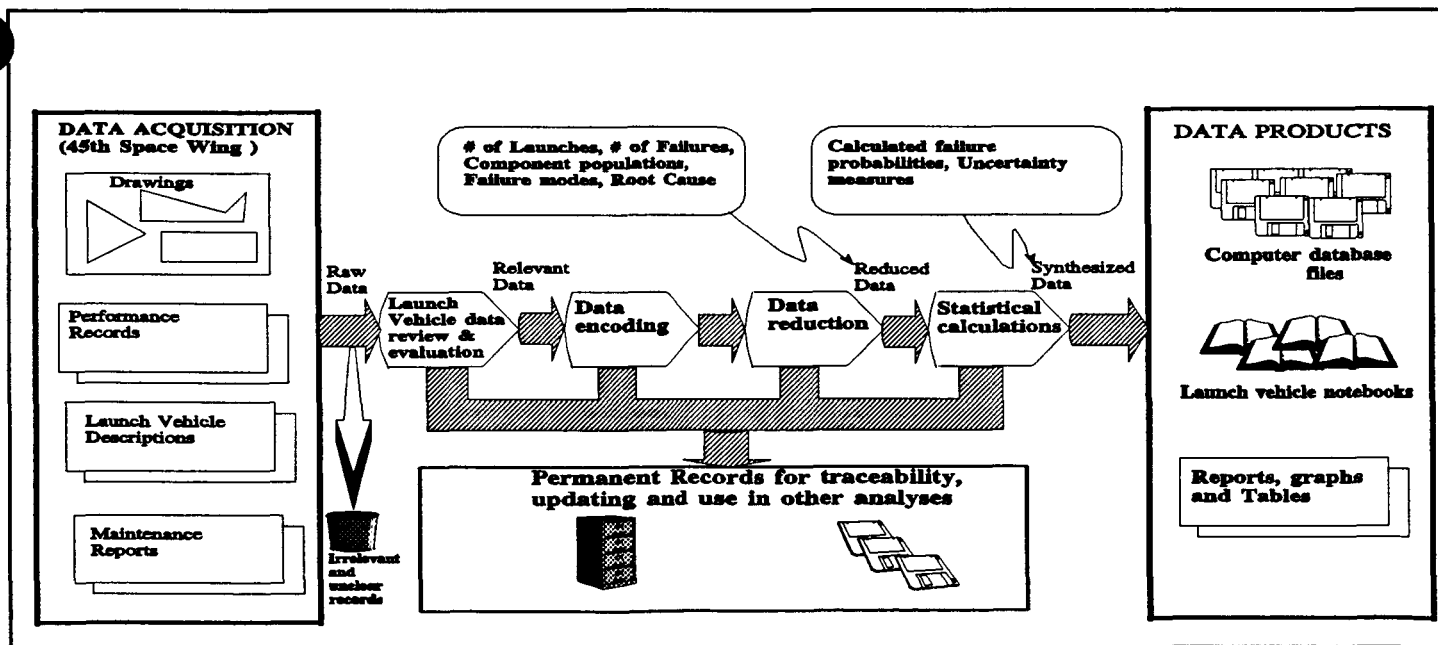 DATA ACQUISITION
(45th Space Wing )
Drawings
Performance
Records
Launch Vehicle
Descriptions
Maintenance
Reports
Raw
Data
Irrelevant
and
unclear
records
# of Launches, # of Failures,
Component populations,
Failure modes, Root Cause
Calculated failure
probabilities, Uncertainty
measures
Launch
Vehicle data
review &
evaluation
Relevant
Data
Data
encoding
Data
reduction
Reduced
Data
Statistical
calculations
Synthesized
Data
Permanent Records for traceability,
updating and use in other analyses
DATA PRODUCTS
Computer database
files
Launch vehicle notebooks
Reports, graphs
and Tables